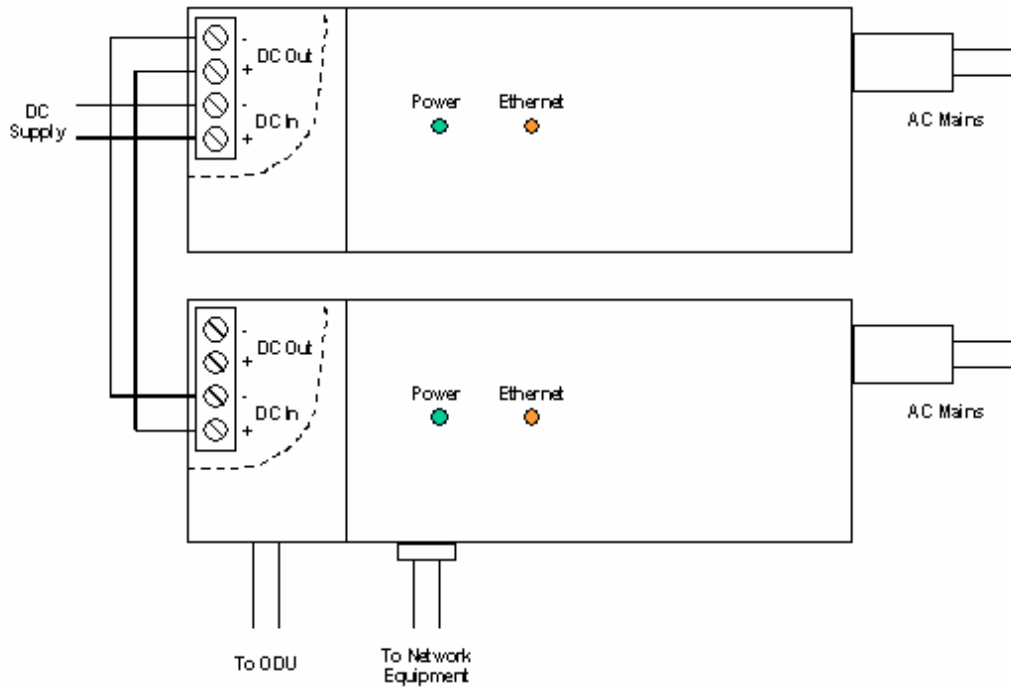 -
DC Out
+
-
DC In
+
DC
Supply
Power
Ethernet
AC Mains
-
DC Out
+
-
DC In
+
Power
Ethernet
AC Mains
To ODU
To Network
Equipment